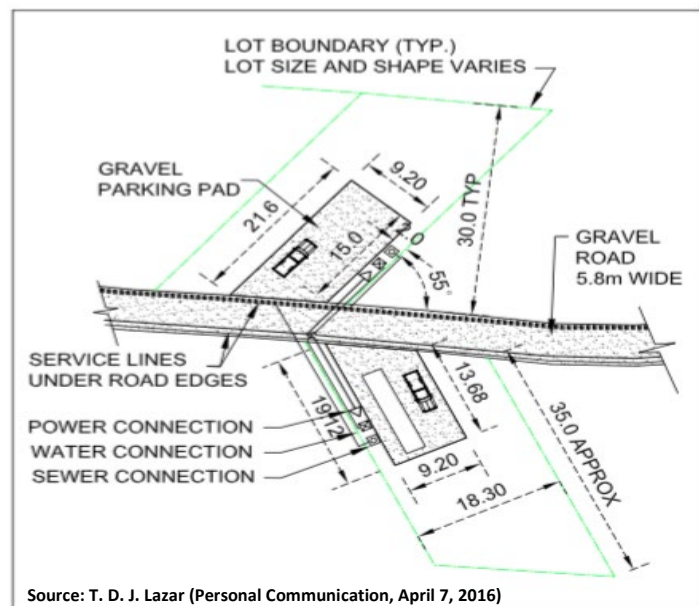 LOT BOUNDARY (TYP.)
LOT SIZE AND SHAPE VARIES
GRAVEL
PARKING PAD
9.20
21.6
15.0
2.0
55°
30.0 TYP
GRAVEL
ROAD
5.8m WIDE
SERVICE LINES
UNDER ROAD EDGES
POWER CONNECTION
WATER CONNECTION
SEWER CONNECTION
19.12
13.68
9.20
18.30
35.0 APPROX
Source: T. D. J. Lazar (Personal Communication, April 7, 2016)